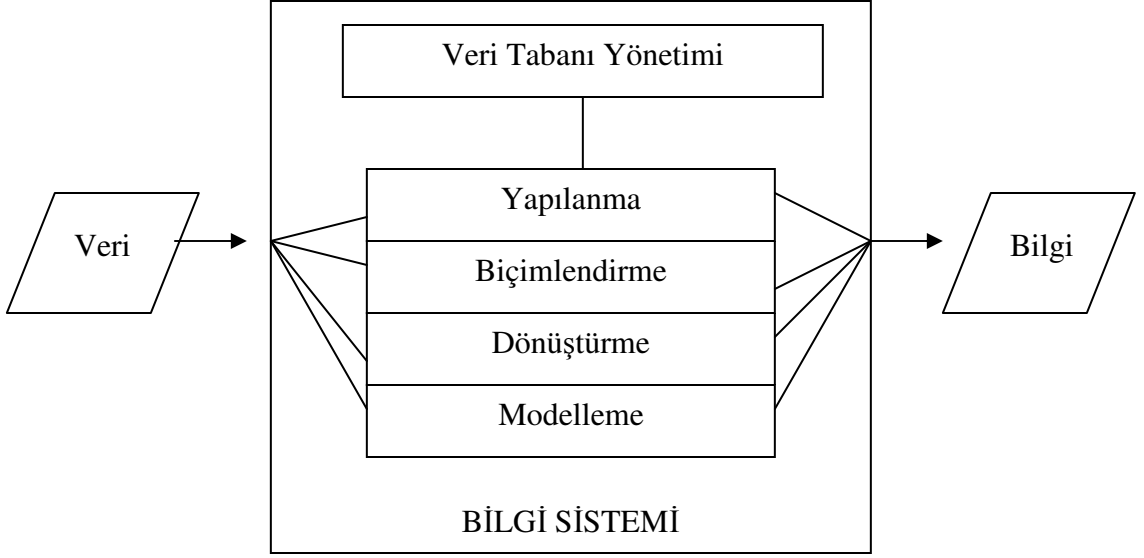 Veri Tabanı Yönetimi
Veri
Yapılanma
Biçimlendirme
Dönüştürme
Modelleme
Bilgi
BİLGİ SİSTEMİ